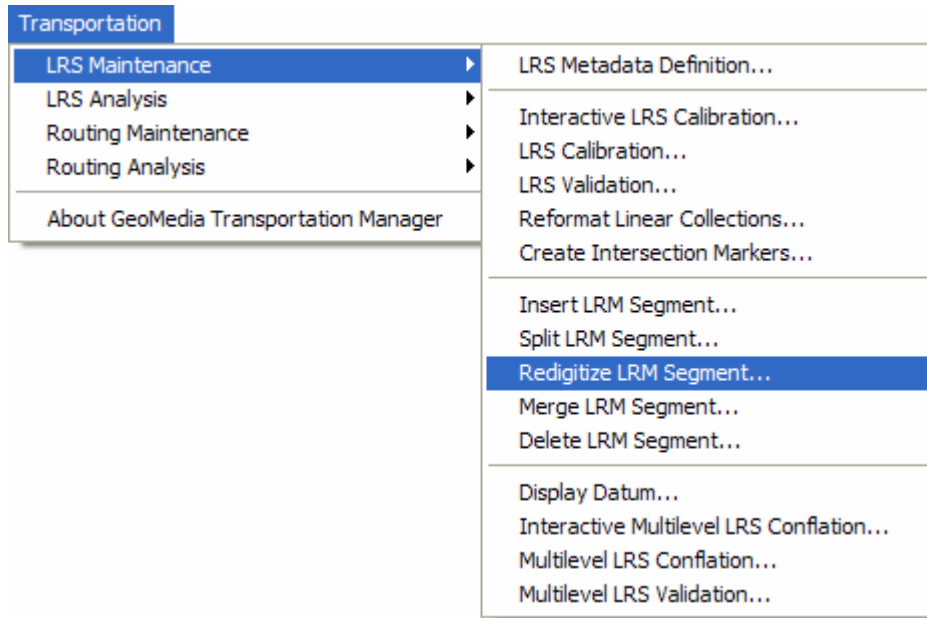 Transportation
LRS Maintenance
LRS Analysis
Routing Maintenance
Routing Analysis
About GeoMedia Transportation Manager
LRS Metadata Definition...
Interactive LRS Calibration...
LRS Calibration...
LRS Validation...
Reformat Linear Collections...
Create Intersection Markers...
Insert LRM Segment...
Split LRM Segment...
Redigitize LRM Segment...
Merge LRM Segment...
Delete LRM Segment...
Display Datum...
Interactive Multilevel LRS Conflation...
Multilevel LRS Conflation...
Multilevel LRS Validation...